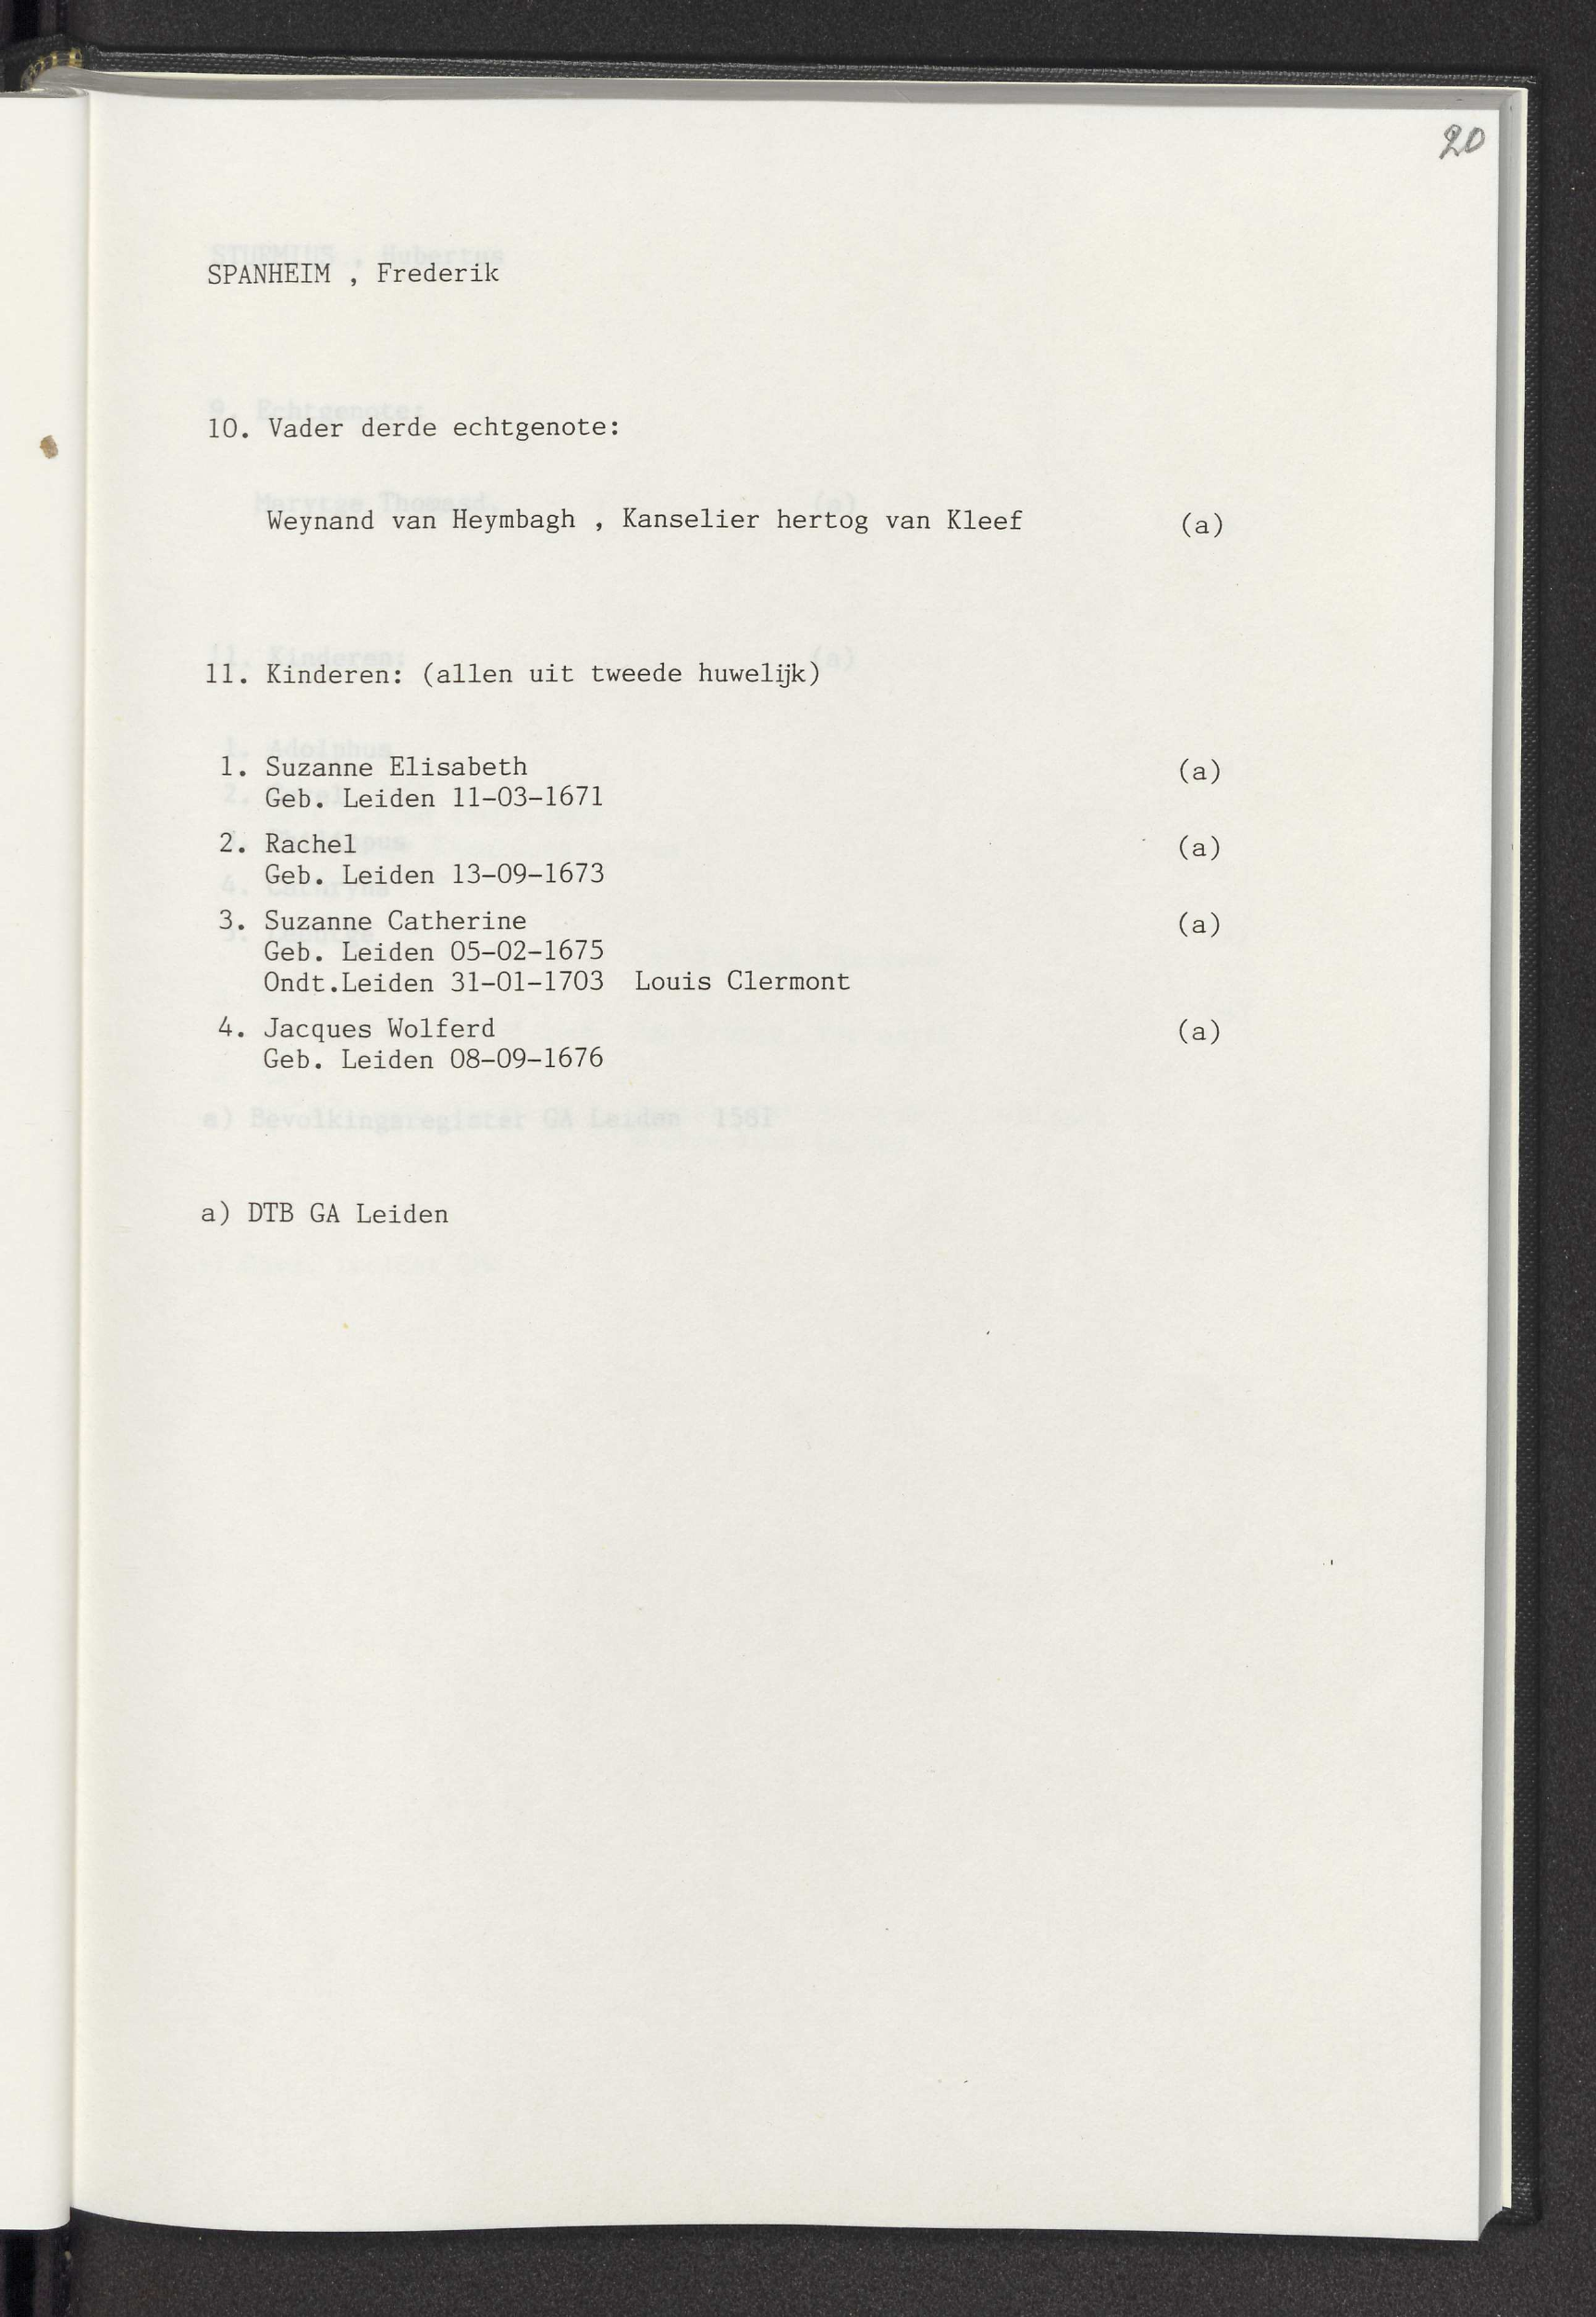 20
SPANHEIM , Frederik
10. Vader derde echtgenote:
Weynand van Heymbagh , Kanselier hertog van Kleef (a)
11. Kinderen: (allen uit tweede huwelijk)
1. Suzanne Elisabeth (a)
Geb. Leiden 11-03-1671
2. Rachel (a)
Geb. Leiden 13-09-1673
3. Suzanne Catherine (a)
Geb. Leiden 05-02-1675
Ondt.Leiden 31-01-1703 Louis Clermont
4. Jacques Wolferd (a)
Geb. Leiden 08-09-1676
a) DTB GA Leiden